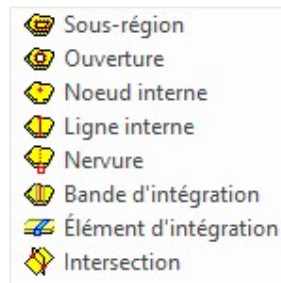 Sous-région
Ouverture
Noeud interne
Ligne interne
Nervure
Bande d'intégration
Élément d'intégration
Intersection